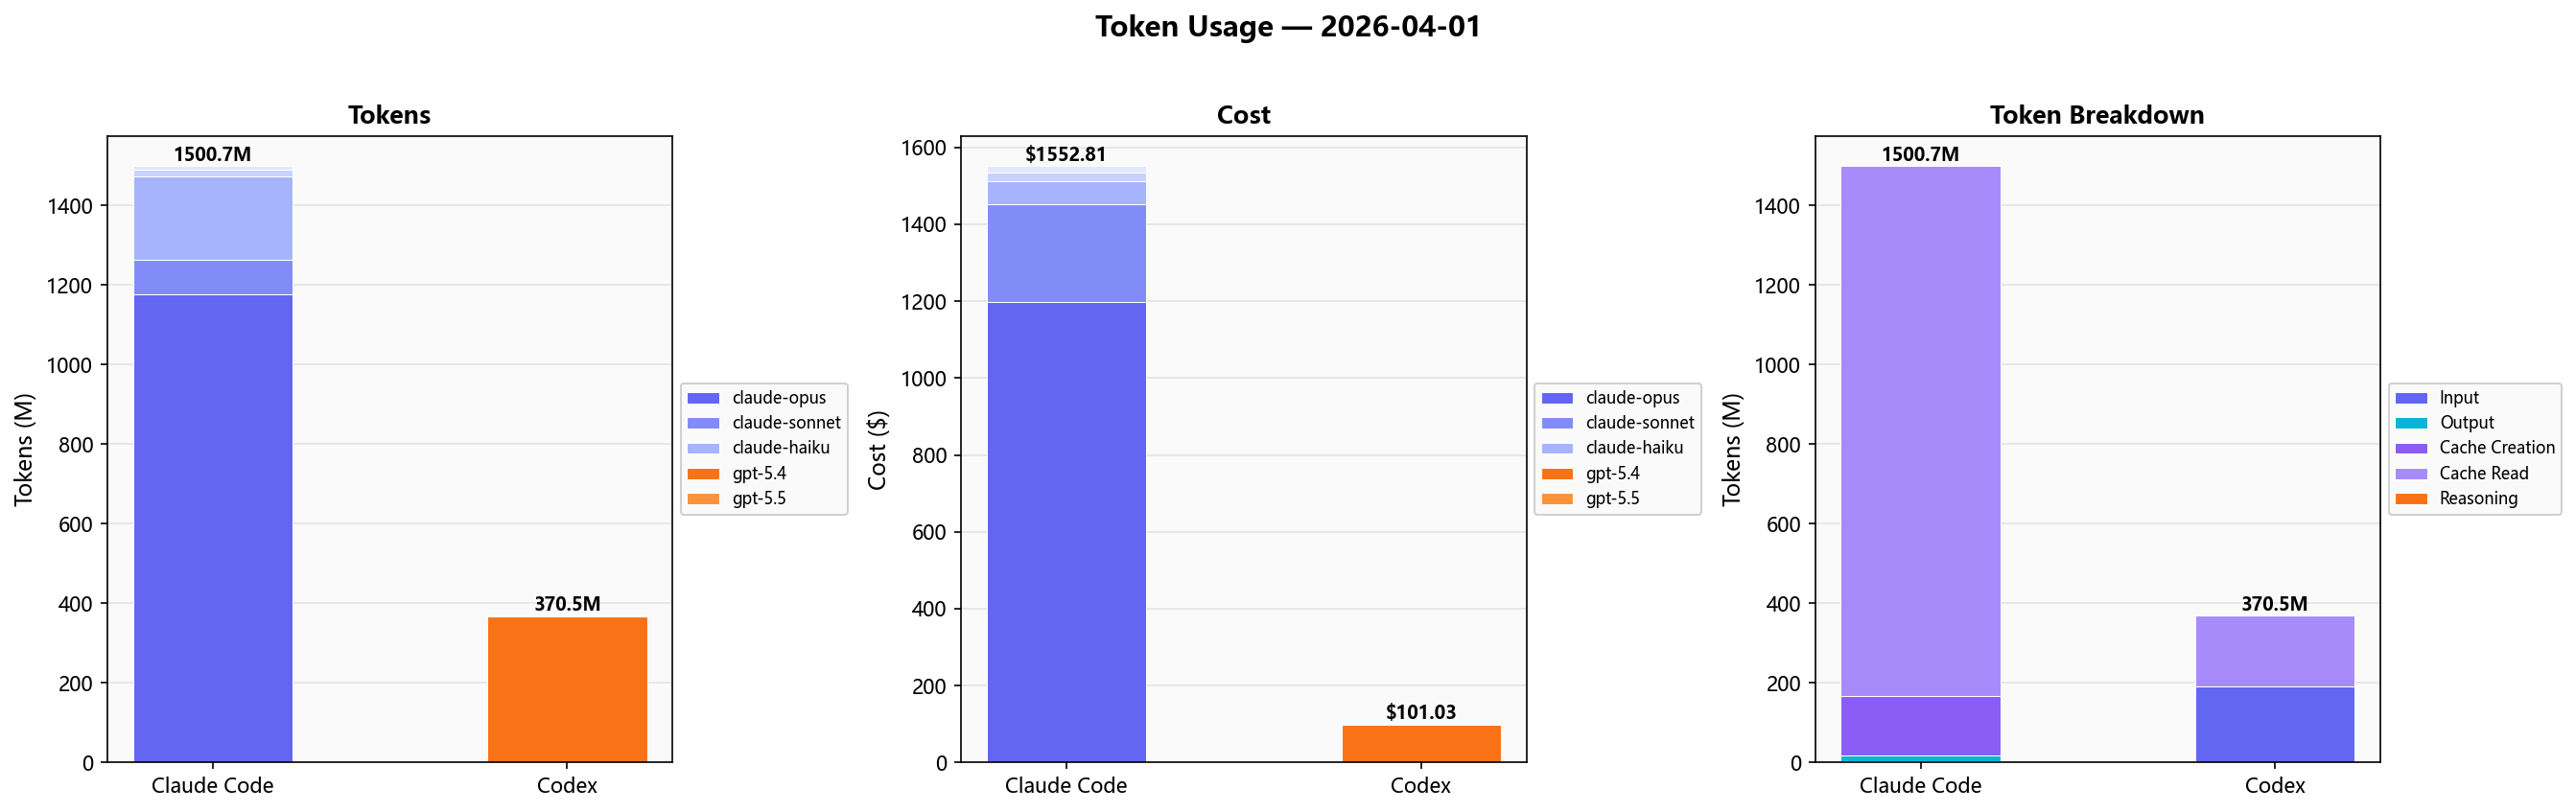 Token Usage — 2026-04-01
Tokens
1500.7M
370.5M
Tokens (M)
1400
1200
1000
800
600
400
200
0
Claude Code
Codex
claude-opus
claude-sonnet
claude-haiku
gpt-5.4
gpt-5.5
Cost
$1552.81
$101.03
Cost ($)
1600
1400
1200
1000
800
600
400
200
0
Claude Code
Codex
claude-opus
claude-sonnet
claude-haiku
gpt-5.4
gpt-5.5
Token Breakdown
1500.7M
370.5M
Tokens (M)
1400
1200
1000
800
600
400
200
0
Claude Code
Codex
Input
Output
Cache Creation
Cache Read
Reasoning